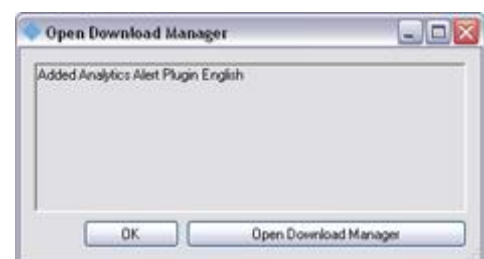 Open Download Manager
Added Analytics Alert Plugin English
OK
Open Download Manager